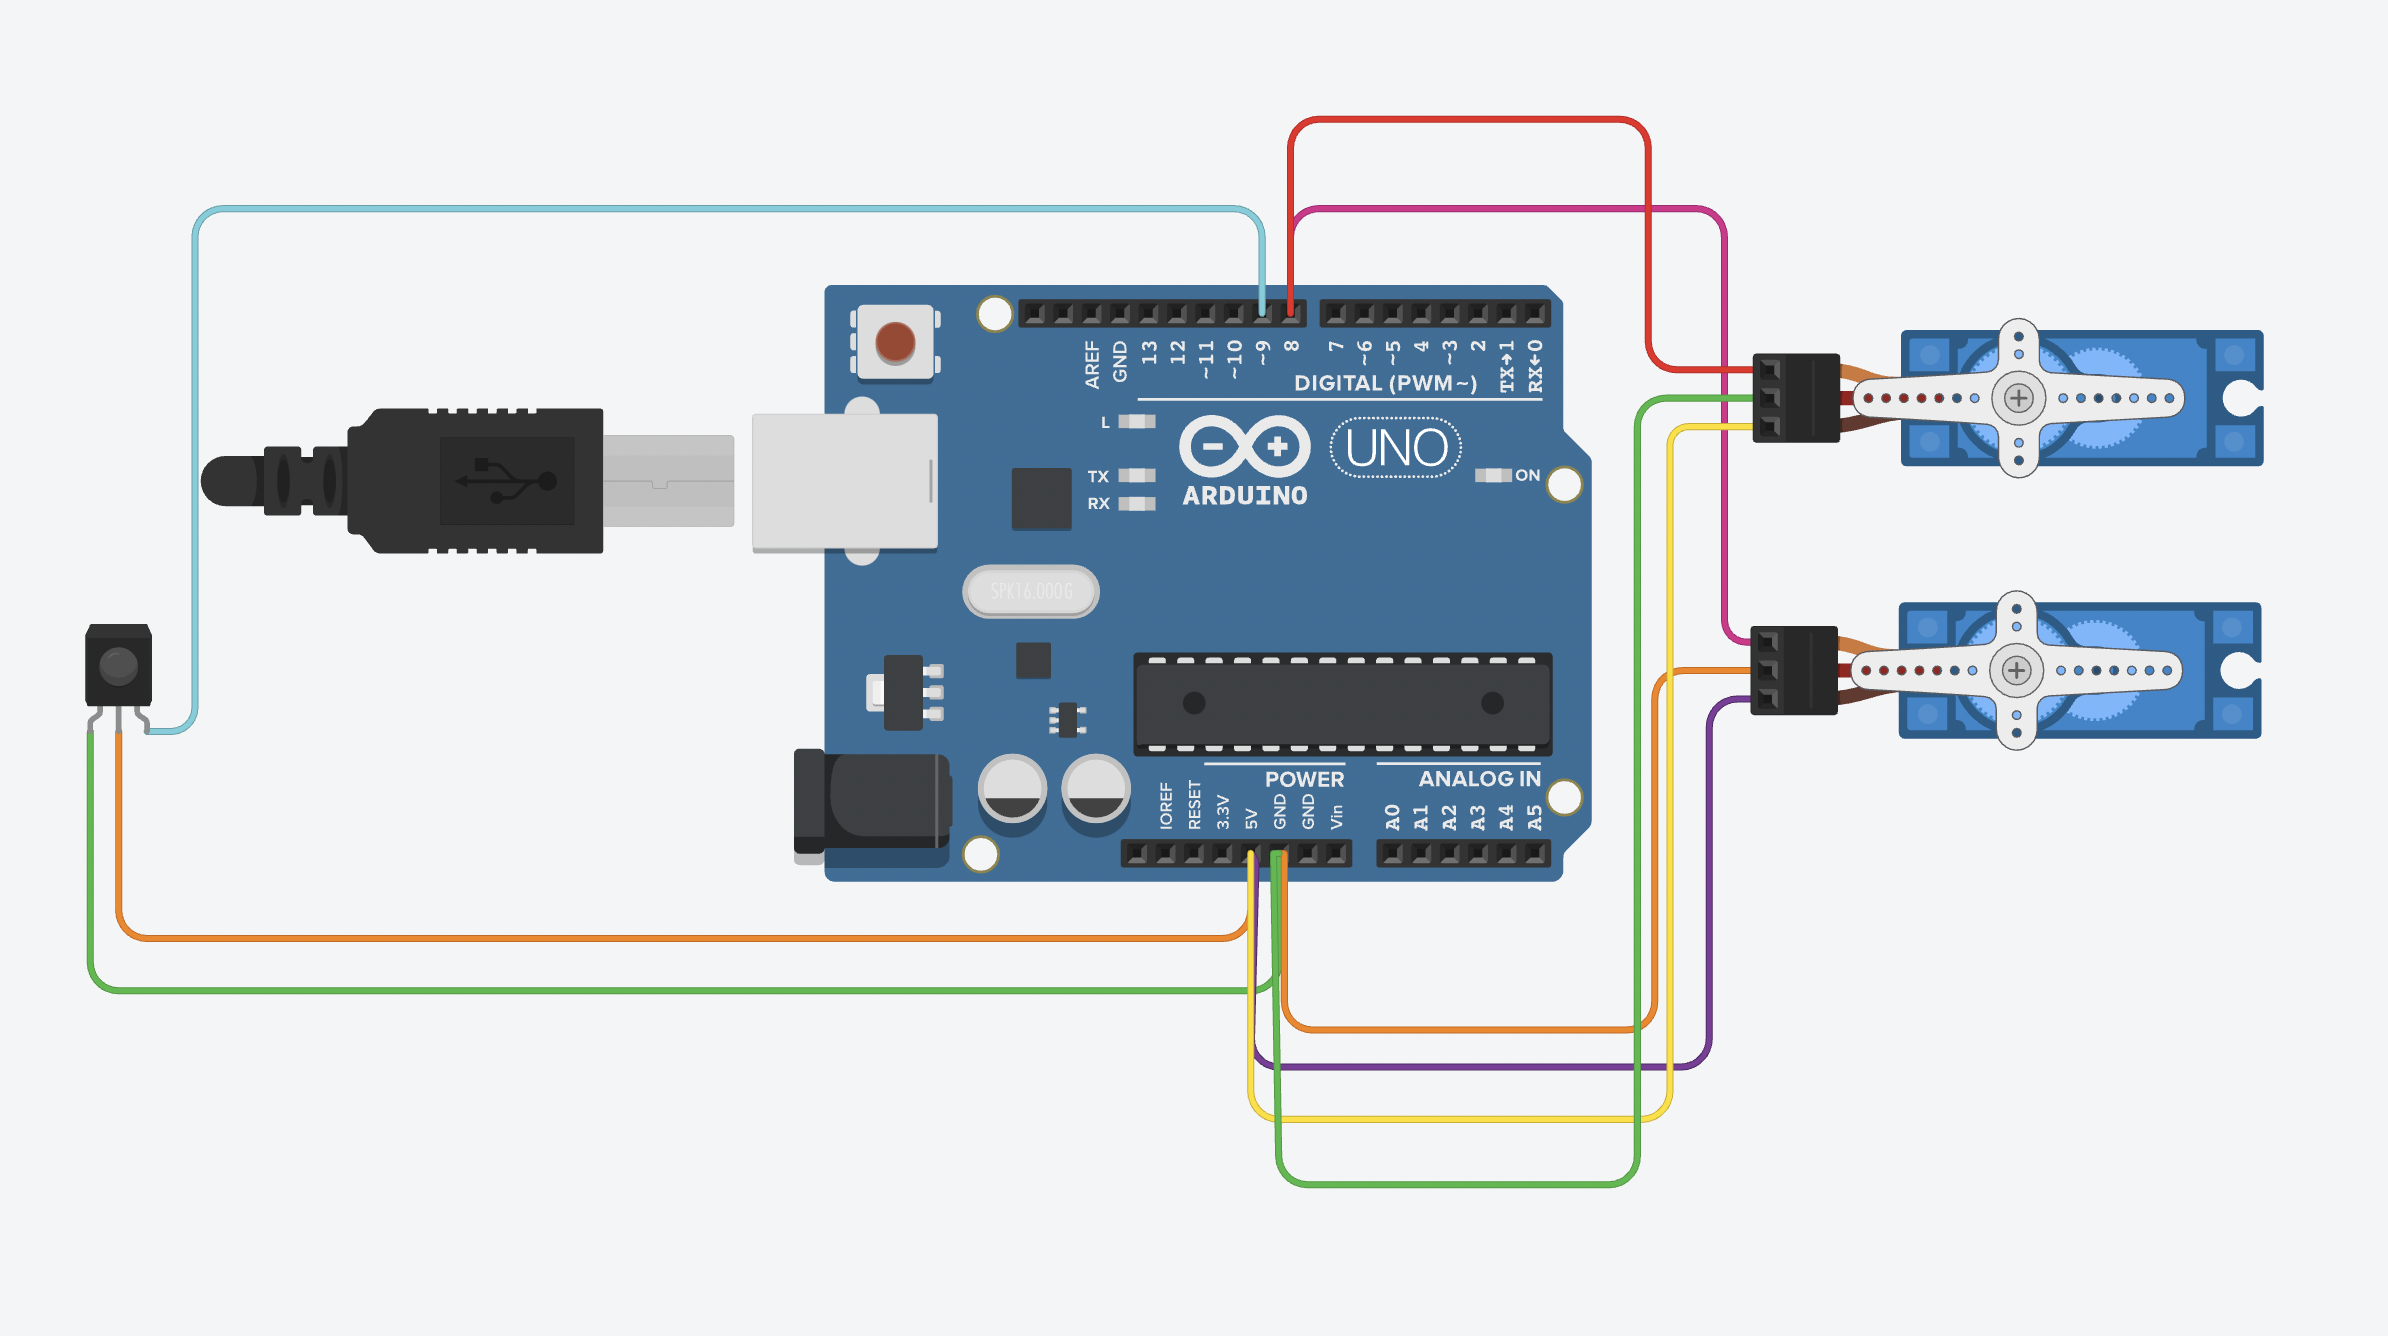 AREF
GND
13
12
~11
~10
~9
8
7
~6
~5
4
~3
2
TX→1
RX←0
DIGITAL (PWM~)
L
TX
RX
ARDUINO
UNO
ON
SPK16.000G
POWER
ANALOG IN
IOREF
RESET
3.3V
5V
GND
GND
Vin
A0
A1
A2
A3
A4
A5